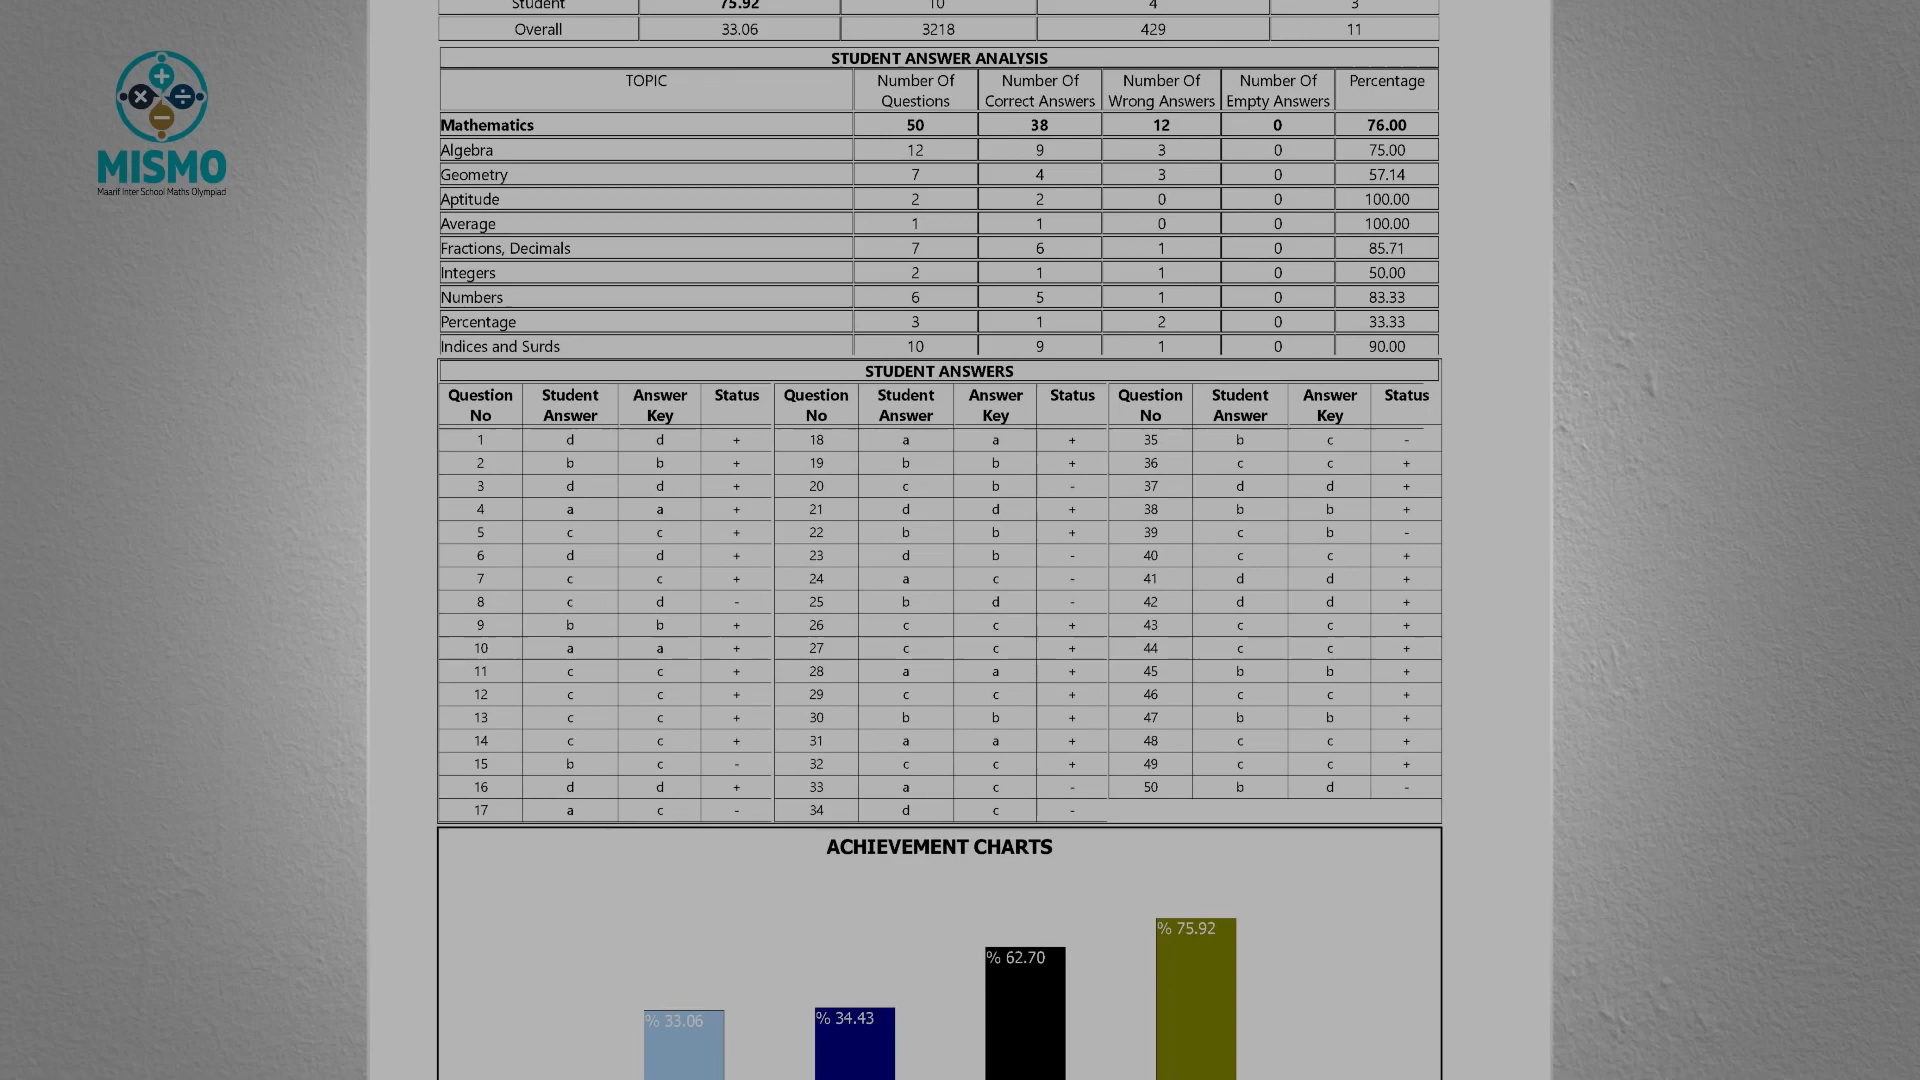 Student 75.92 10 4 3
Overall 33.06 3218 429 11
MISMO
Maarif Inter School Maths Olympiad
STUDENT ANSWER ANALYSIS
TOPIC Number Of Questions Number Of Correct Answers Number Of Wrong Answers Number Of Empty Answers Percentage
Mathematics 50 38 12 0 76.00
Algebra 12 9 3 0 75.00
Geometry 7 4 3 0 57.14
Aptitude 2 2 0 0 100.00
Average 1 1 0 0 100.00
Fractions, Decimals 7 6 1 0 85.71
Integers 2 1 1 0 50.00
Numbers 6 5 1 0 83.33
Percentage 3 1 2 0 33.33
Indices and Surds 10 9 1 0 90.00
STUDENT ANSWERS
Question No Student Answer Answer Key Status Question No Student Answer Answer Key Status Question No Student Answer Answer Key Status
1 d d + 18 a a + 35 b c -
2 b b + 19 b b + 36 c c +
3 d d + 20 c b - 37 d d +
4 a a + 21 d d + 38 b b +
5 c c + 22 b b + 39 c b -
6 d d + 23 d b - 40 c c +
7 c c + 24 a c - 41 d d +
8 c d - 25 b d - 42 d d +
9 b b + 26 c c + 43 c c +
10 a a + 27 c c + 44 c c +
11 c c + 28 a a + 45 b b +
12 c c + 29 c c + 46 c c +
13 c c + 30 b b + 47 b b +
14 c c + 31 a a + 48 c c +
15 b c - 32 c c + 49 c c +
16 d d + 33 a c - 50 b d -
17 a c - 34 d c -
ACHIEVEMENT CHARTS
% 75.92
% 62.70
% 34.43
% 33.06